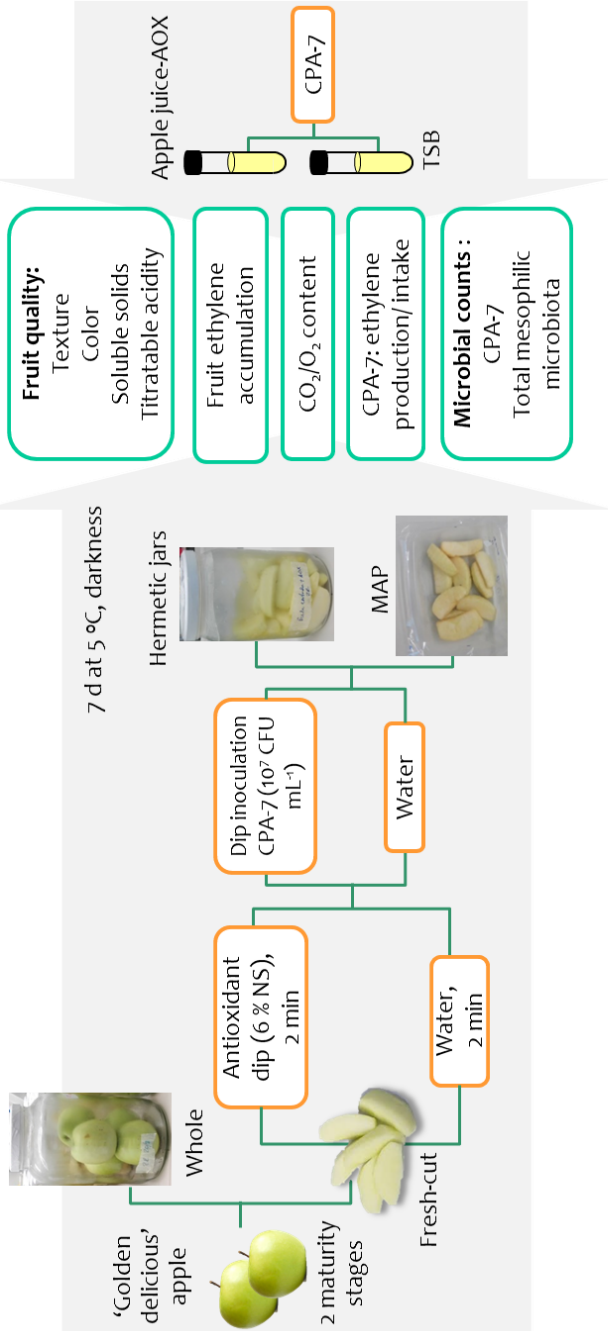 ‘Golden
delicious’
apple
2 maturity
stages
Whole
Fresh-cut
Antioxidant
dip (6 % NS),
2 min
Water,
2 min
Dip inoculation
CPA-7 (10⁷ CFU
mL⁻¹)
Water
7 d at 5 ºC, darkness
Hermetic jars
MAP
Fruit quality:
Texture
Color
Soluble solids
Titratable acidity
Fruit ethylene
accumulation
CO₂/O₂ content
CPA-7: ethylene
production/ intake
Microbial counts :
CPA-7
Total mesophilic
microbiota
Apple juice-AOX
TSB
CPA-7